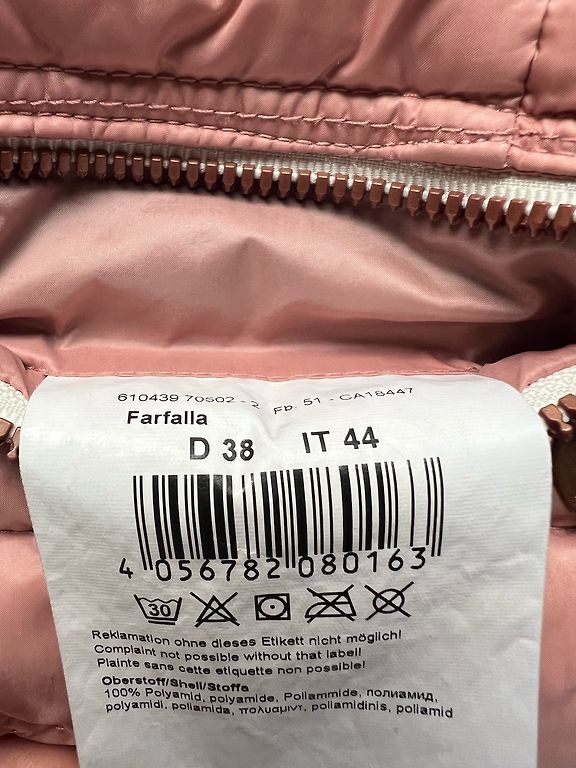 610439 70502 - 2 Fp. 51 - CA18447
Farfalla
D 38 IT 44
4 056782 080163
30
Reklamation ohne dieses Etikett nicht möglich!
Complaint not possible without that label!
Plainte sans cette etiquette non possible!
Oberstoff/Shell/Stoffa
100% Polyamid, polyamide, Poliammide, полиамид,
polyamidi, poliamida, πολυαμιντ, poliamidinis, poliamid